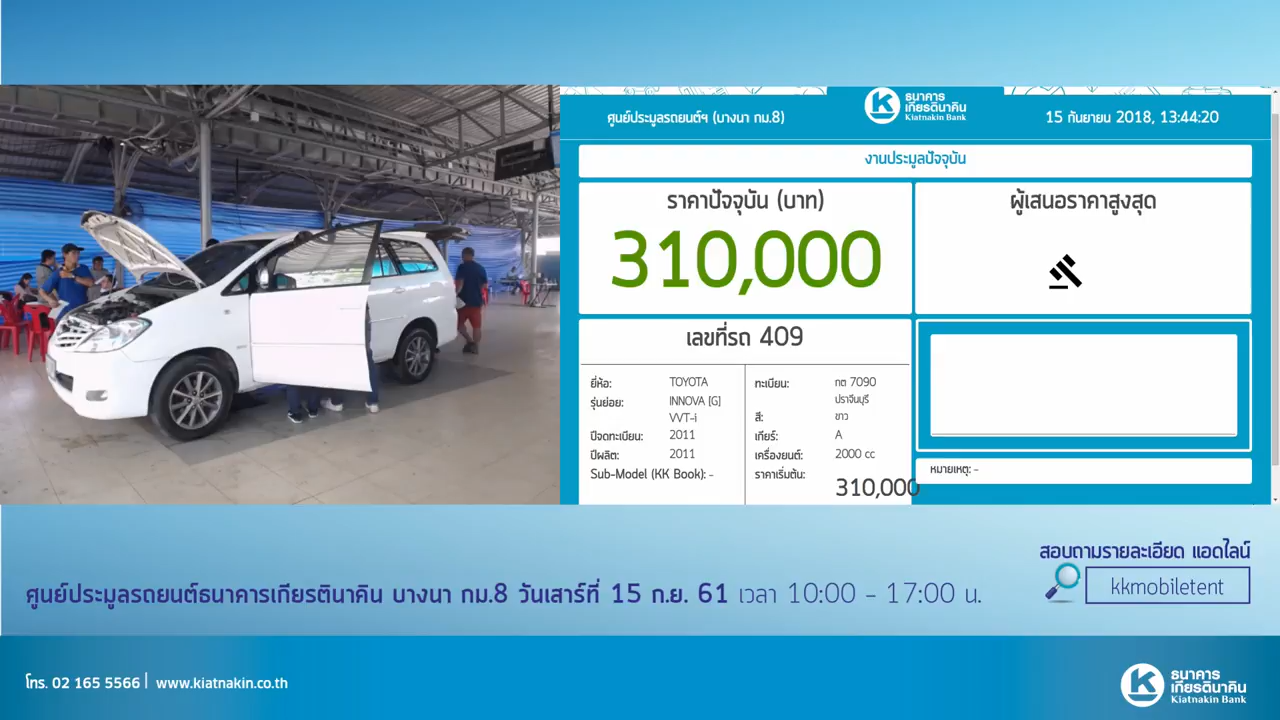 ศูนย์ประมูลรถยนต์ฯ (บางนา กม.8)
ธนาคาร
เกียรตินาคิน
Kiatnakin Bank
15 กันยายน 2018, 13:44:20
งานประมูลปัจจุบัน
ราคาปัจจุบัน (บาท)
310,000
ผู้เสนอราคาสูงสุด
เลขที่รถ 409
ยี่ห้อ: TOYOTA
รุ่นย่อย: INNOVA [G]
VVT-i
ปีจดทะเบียน: 2011
ปีผลิต: 2011
Sub-Model (KK Book): -
ทะเบียน: กต 7090
ปราจีนบุรี
สี: ขาว
เกียร์: A
เครื่องยนต์: 2000 cc
ราคาเริ่มต้น: 310,000
หมายเหตุ: -
สอบถามรายละเอียด แอดไลน์
kkmobiletent
ศูนย์ประมูลรถยนต์ธนาคารเกียรตินาคิน บางนา กม.8 วันเสาร์ที่ 15 ก.ย. 61 เวลา 10:00 - 17:00 น.
โทร. 02 165 5566 | www.kiatnakin.co.th
ธนาคาร
เกียรตินาคิน
Kiatnakin Bank